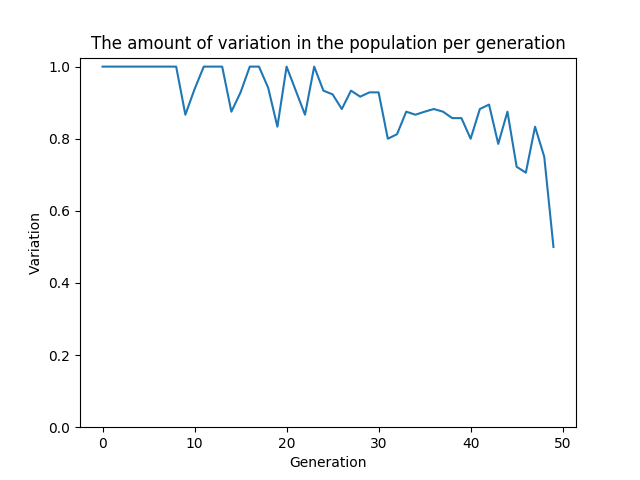 The amount of variation in the population per generation
1.0
0.8
0.6
0.4
0.2
0.0
Variation
0 10 20 30 40 50
Generation